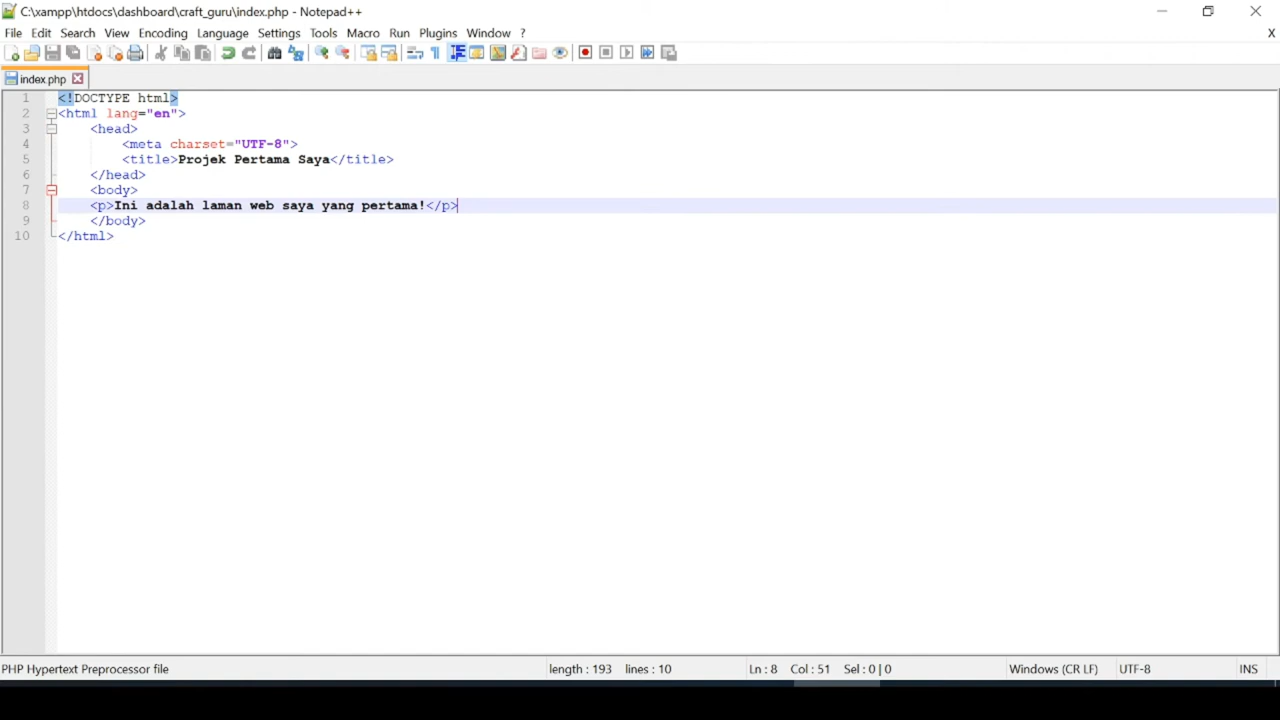 C:\xampp\htdocs\dashboard\craft_guru\index.php - Notepad++
File Edit Search View Encoding Language Settings Tools Macro Run Plugins Window ? X
index.php
1 <!DOCTYPE html>
2 <html lang="en">
3 <head>
4 <meta charset="UTF-8">
5 <title>Projek Pertama Saya</title>
6 </head>
7 <body>
8 <p>Ini adalah laman web saya yang pertama!</p>
9 </body>
10 </html>
PHP Hypertext Preprocessor file length : 193 lines : 10 Ln : 8 Col : 51 Sel : 0 | 0 Windows (CR LF) UTF-8 INS